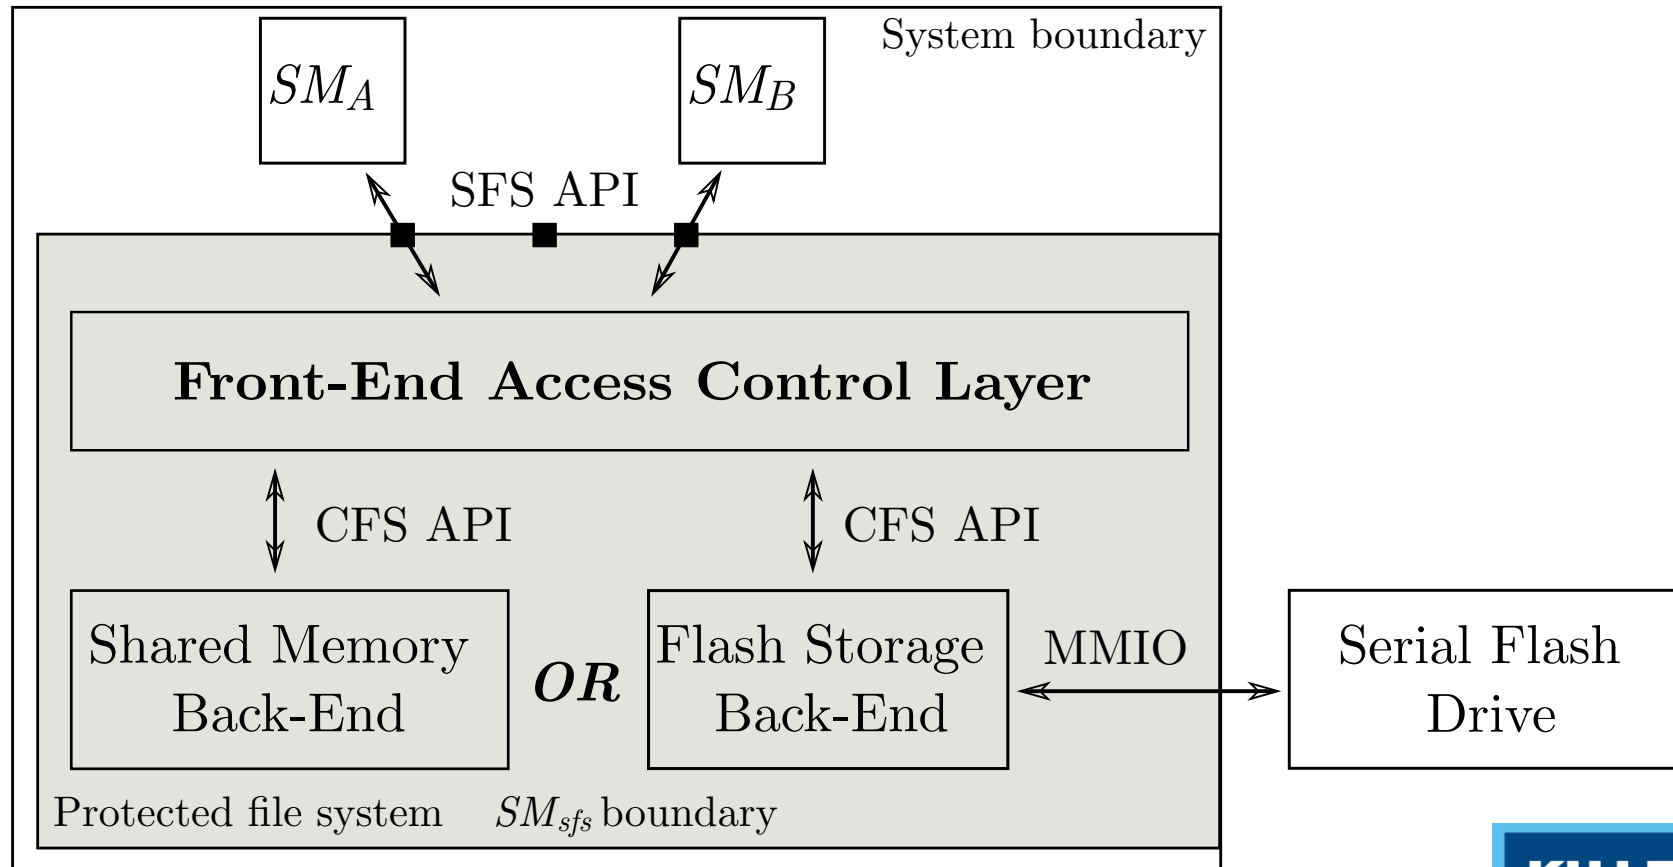 System boundary
SM_A
SM_B
SFS API
Front-End Access Control Layer
CFS API
CFS API
Shared Memory
Back-End
OR
Flash Storage
Back-End
MMIO
Serial Flash
Drive
Protected file system SM_sfs boundary